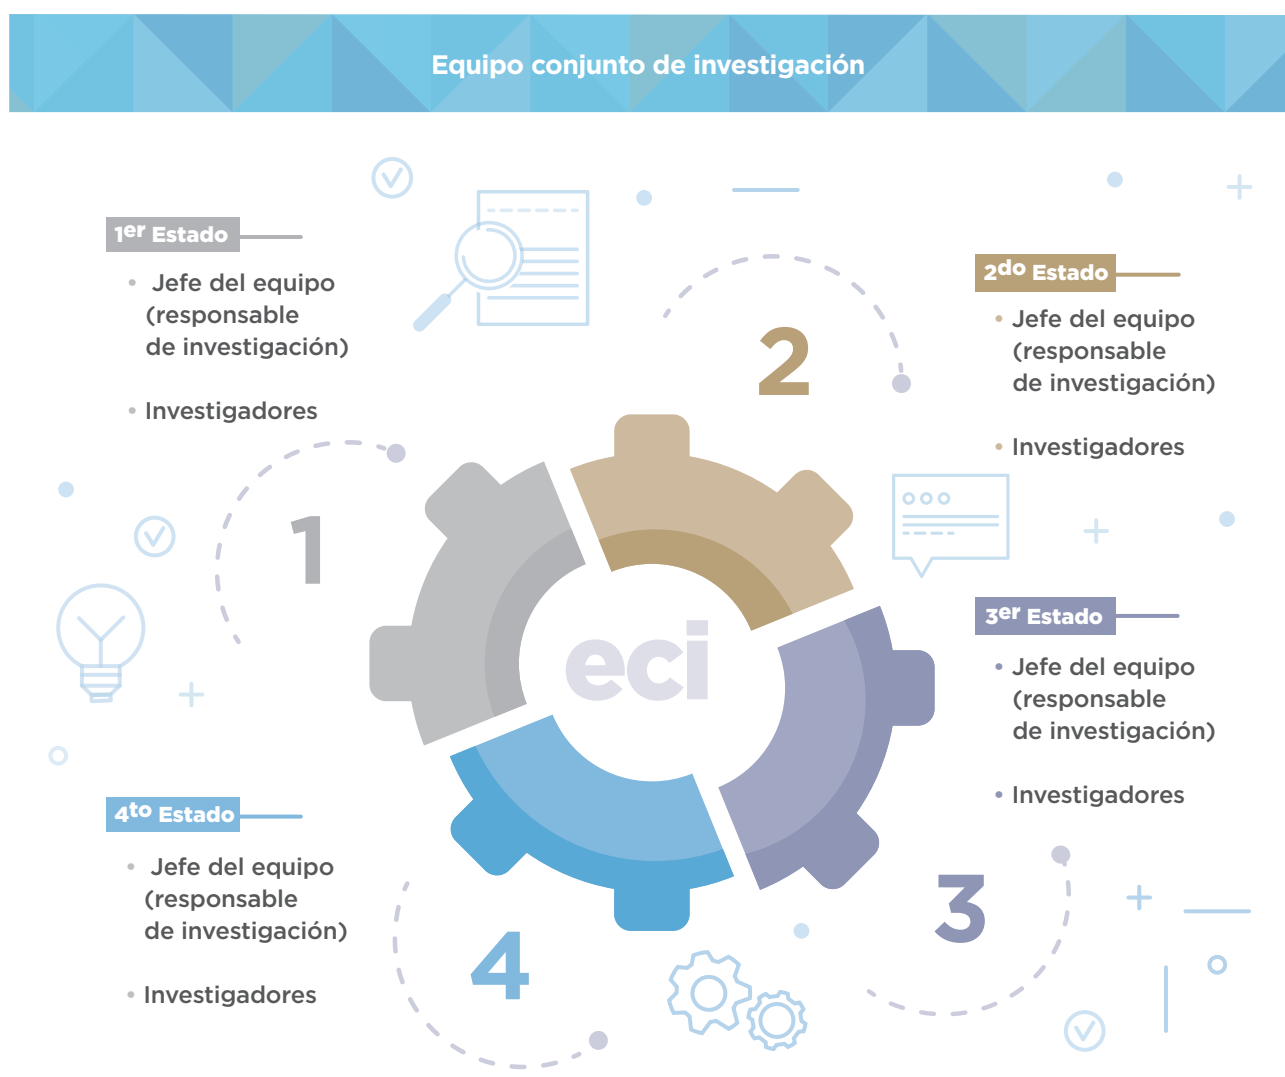 Equipo conjunto de investigación
1er Estado
• Jefe del equipo
(responsable
de investigación)
• Investigadores
1
2
2do Estado
• Jefe del equipo
(responsable
de investigación)
• Investigadores
eci
3er Estado
• Jefe del equipo
(responsable
de investigación)
• Investigadores
3
4to Estado
• Jefe del equipo
(responsable
de investigación)
• Investigadores
4